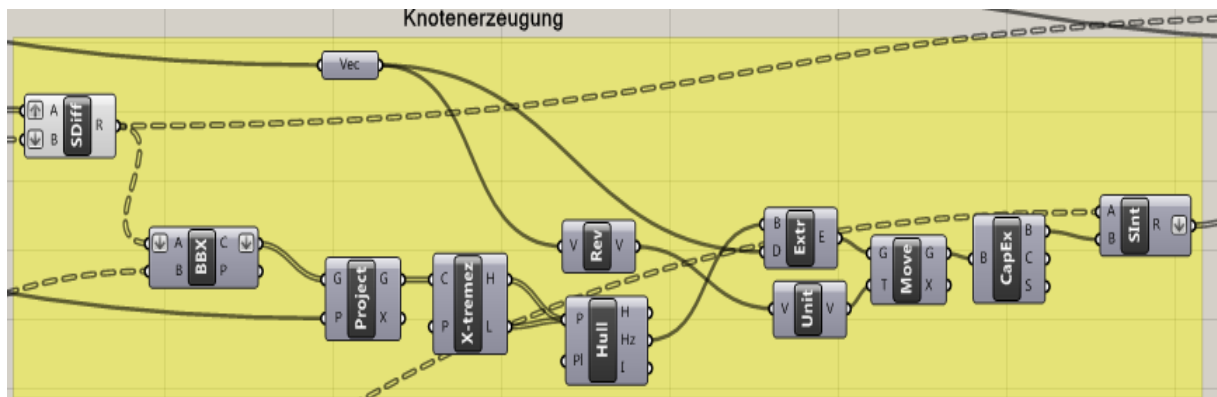 Knotenerzeugung
Vec
A B SDiff R
A B BBX C P
G P Project G X
C P X-tremez H L
V Rev V
P Pl Hull H Hz I
B D Extr E
V Unit V
G T Move G X
B CapEx B C S
A B SInt R